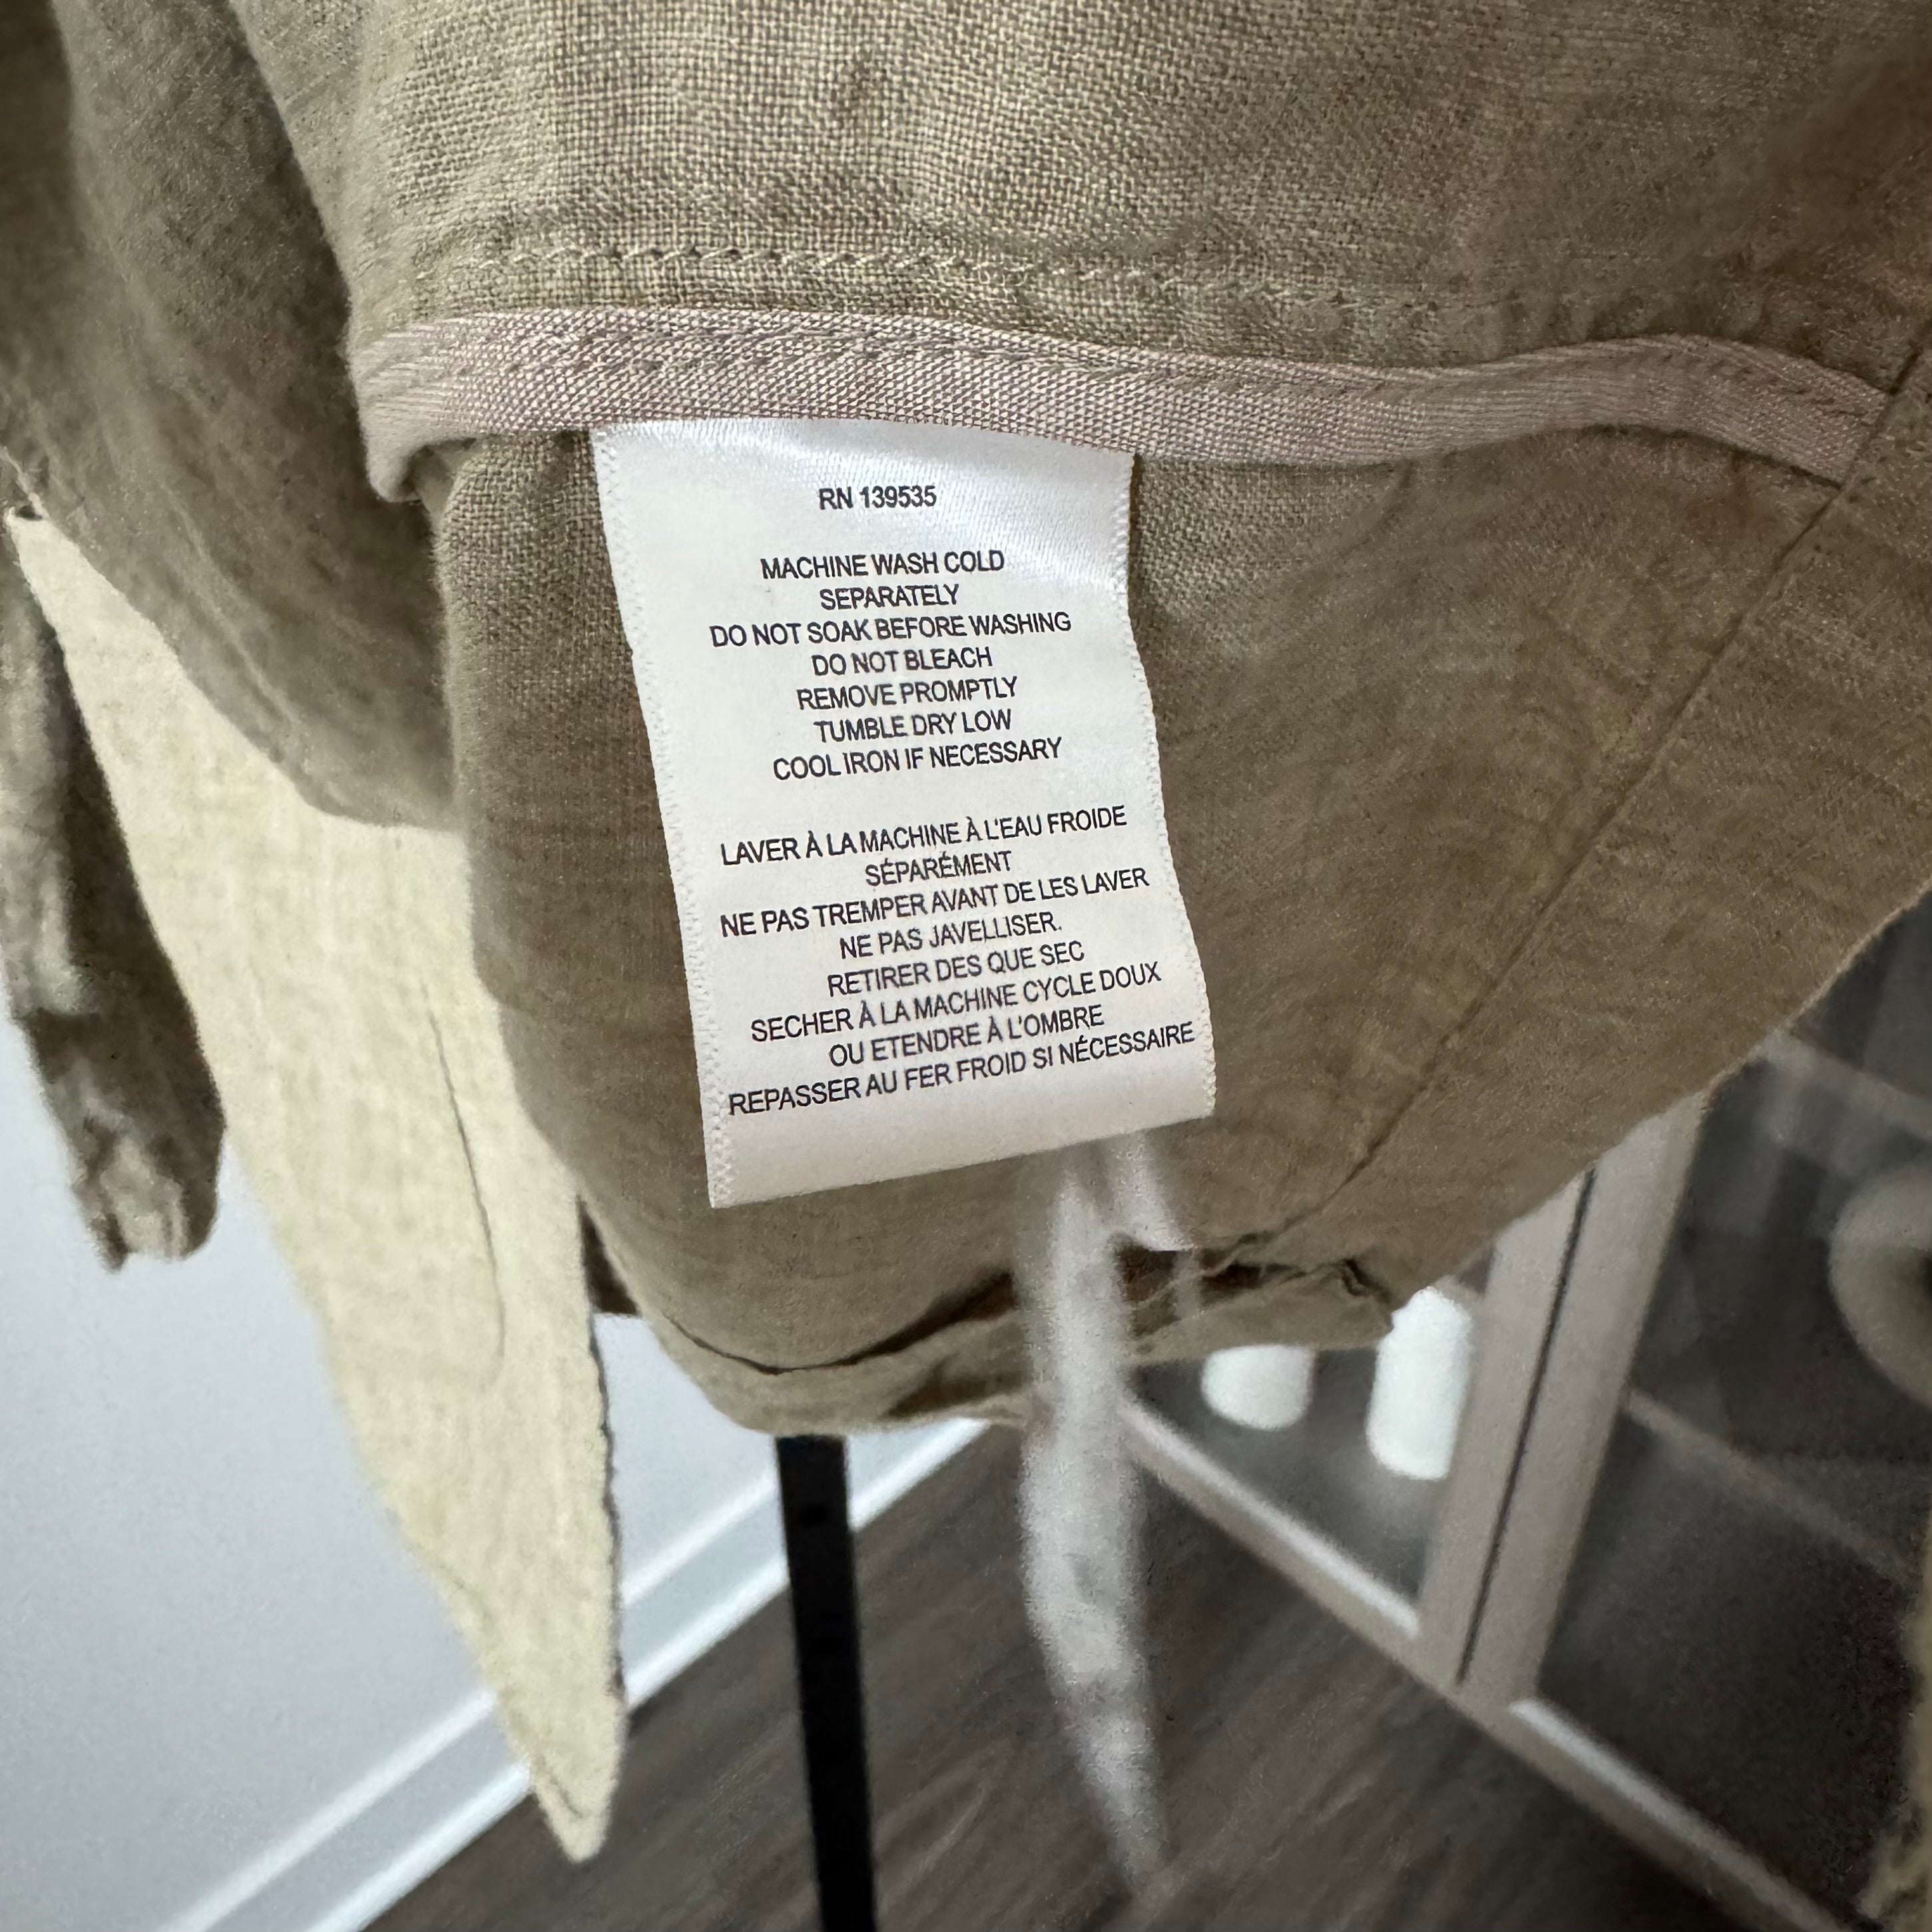 RN 139535
MACHINE WASH COLD
SEPARATELY
DO NOT SOAK BEFORE WASHING
DO NOT BLEACH
REMOVE PROMPTLY
TUMBLE DRY LOW
COOL IRON IF NECESSARY
LAVER À LA MACHINE À L'EAU FROIDE
SÉPARÉMENT
NE PAS TREMPER AVANT DE LES LAVER
NE PAS JAVELLISER.
RETIRER DES QUE SEC
SECHER À LA MACHINE CYCLE DOUX
OU ETENDRE À L'OMBRE
REPASSER AU FER FROID SI NÉCESSAIRE